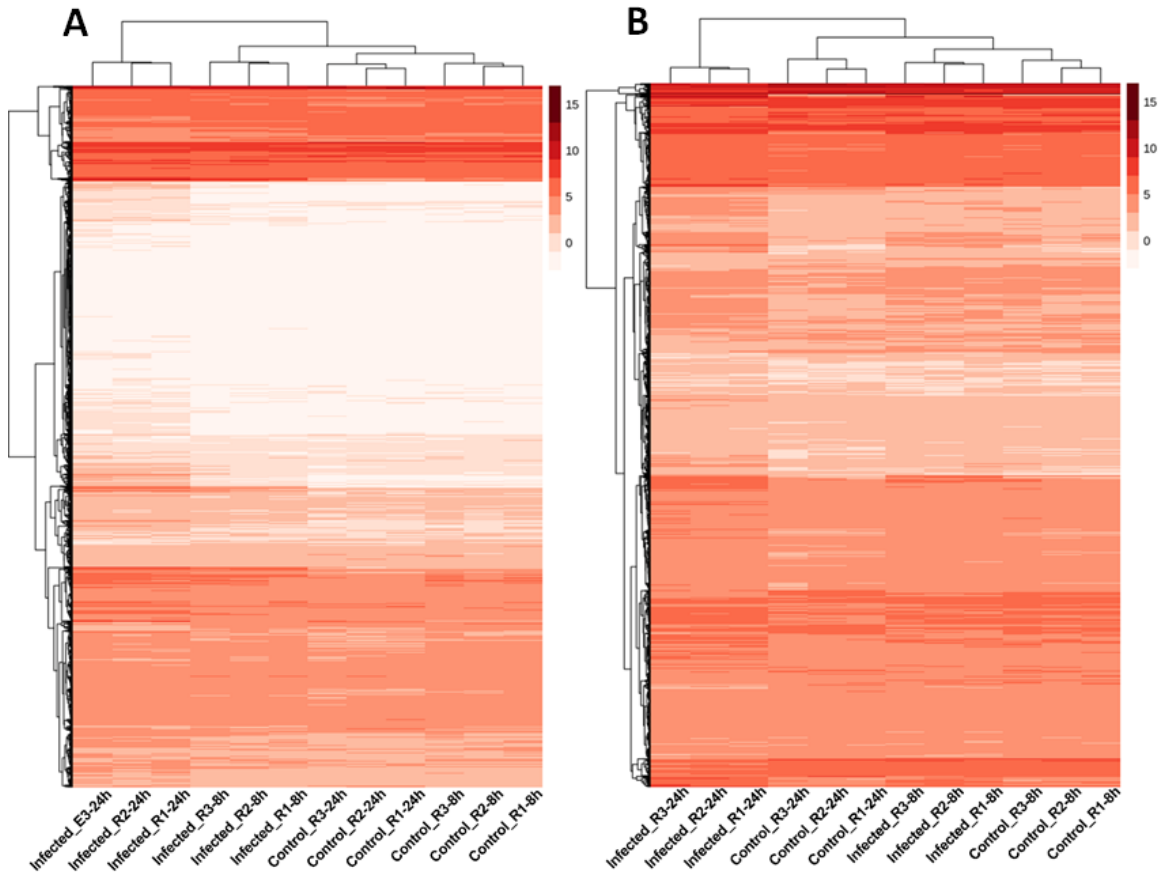 A
B
15
10
5
0
15
10
5
0
Infected_E3-24h
Infected_R2-24h
Infected_R1-24h
Infected_R3-8h
Infected_R2-8h
Infected_R1-8h
Control_R3-24h
Control_R2-24h
Control_R1-24h
Control_R3-8h
Control_R2-8h
Control_R1-8h
Infected_R3-24h
Infected_R2-24h
Infected_R1-24h
Control_R3-24h
Control_R2-24h
Control_R1-24h
Infected_R3-8h
Infected_R2-8h
Infected_R1-8h
Control_R3-8h
Control_R2-8h
Control_R1-8h